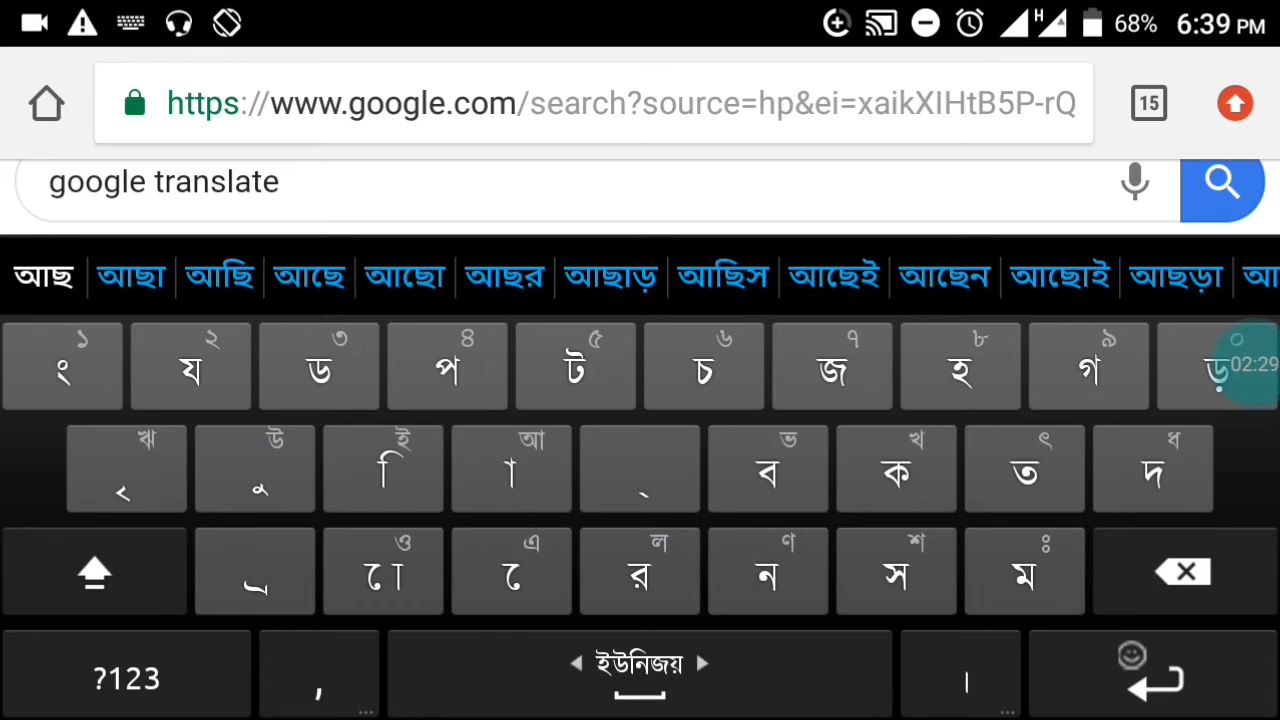 68% 6:39 PM
https://www.google.com/search?source=hp&ei=xaikXIHtB5P-rQ 15
google translate
আছ আছা আছি আছে আছো আছর আছাড় আছিস আছেই আছেন আছোই আছড়া আ
১ ২ ৩ ৪ ৫ ৬ ৭ ৮ ৯ ০
ং য ড প ট চ জ হ গ ড় 02:29
ঋ উ ই আ ভ খ ৎ ধ
ৃ ু ি া ্ ব ক ত দ
ও এ ল ণ শ ঃ
্র ো ে র ন স ম
?123 , ইউনিজয় ।